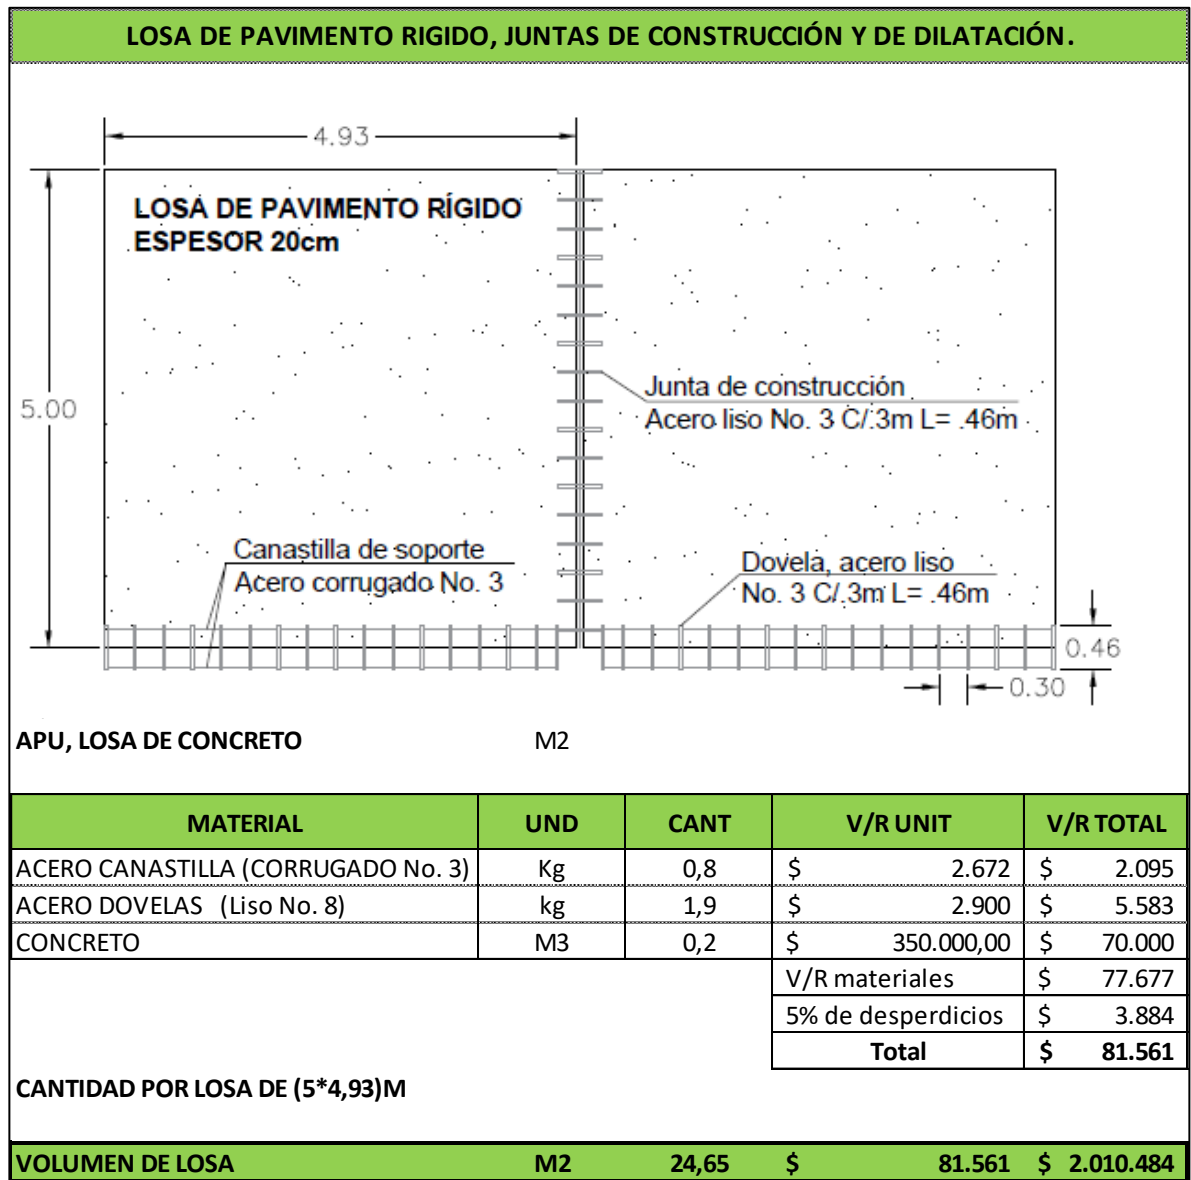 LOSA DE PAVIMENTO RIGIDO, JUNTAS DE CONSTRUCCIÓN Y DE DILATACIÓN.
4.93
LOSA DE PAVIMENTO RÍGIDO
ESPESOR 20cm
5.00
Junta de construcción
Acero liso No. 3 C/.3m L= .46m
Canastilla de soporte
Acero corrugado No. 3
Dovela, acero liso
No. 3 C/.3m L= .46m
0.46
0.30
APU, LOSA DE CONCRETO M2
MATERIAL UND CANT V/R UNIT V/R TOTAL
ACERO CANASTILLA (CORRUGADO No. 3) Kg 0,8 $ 2.672 $ 2.095
ACERO DOVELAS (Liso No. 8) kg 1,9 $ 2.900 $ 5.583
CONCRETO M3 0,2 $ 350.000,00 $ 70.000
V/R materiales $ 77.677
5% de desperdicios $ 3.884
Total $ 81.561
CANTIDAD POR LOSA DE (5*4,93)M
VOLUMEN DE LOSA M2 24,65 $ 81.561 $ 2.010.484